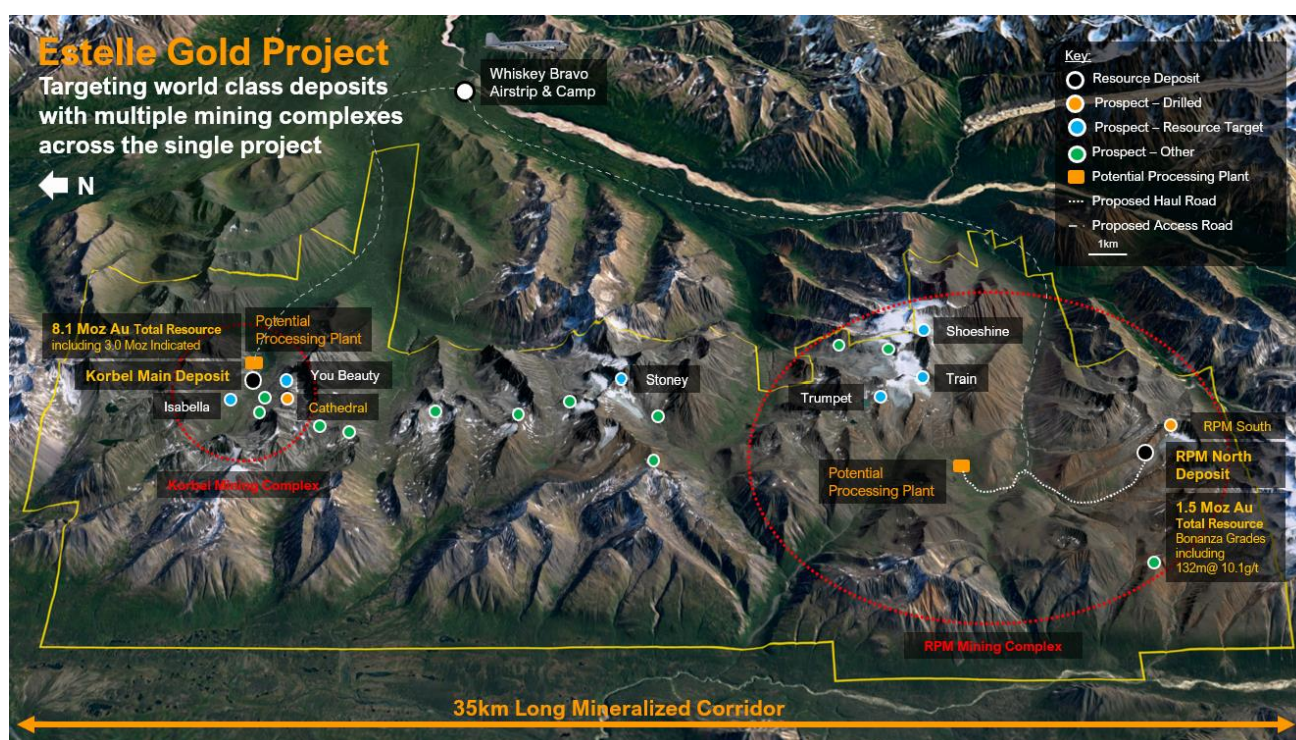 Estelle Gold Project
Targeting world class deposits
with multiple mining complexes
across the single project
N
Whiskey Bravo
Airstrip & Camp
Key:
Resource Deposit
Prospect – Drilled
Prospect – Resource Target
Prospect – Other
Potential Processing Plant
Proposed Haul Road
Proposed Access Road
1km
8.1 Moz Au Total Resource
including 3.0 Moz Indicated
Potential
Processing Plant
Korbel Main Deposit
You Beauty
Isabella
Cathedral
Korbel Mining Complex
Stoney
Shoeshine
Train
Trumpet
Potential
Processing Plant
RPM South
RPM North
Deposit
1.5 Moz Au
Total Resource
Bonanza Grades
including
132m@ 10.1g/t
RPM Mining Complex
35km Long Mineralized Corridor